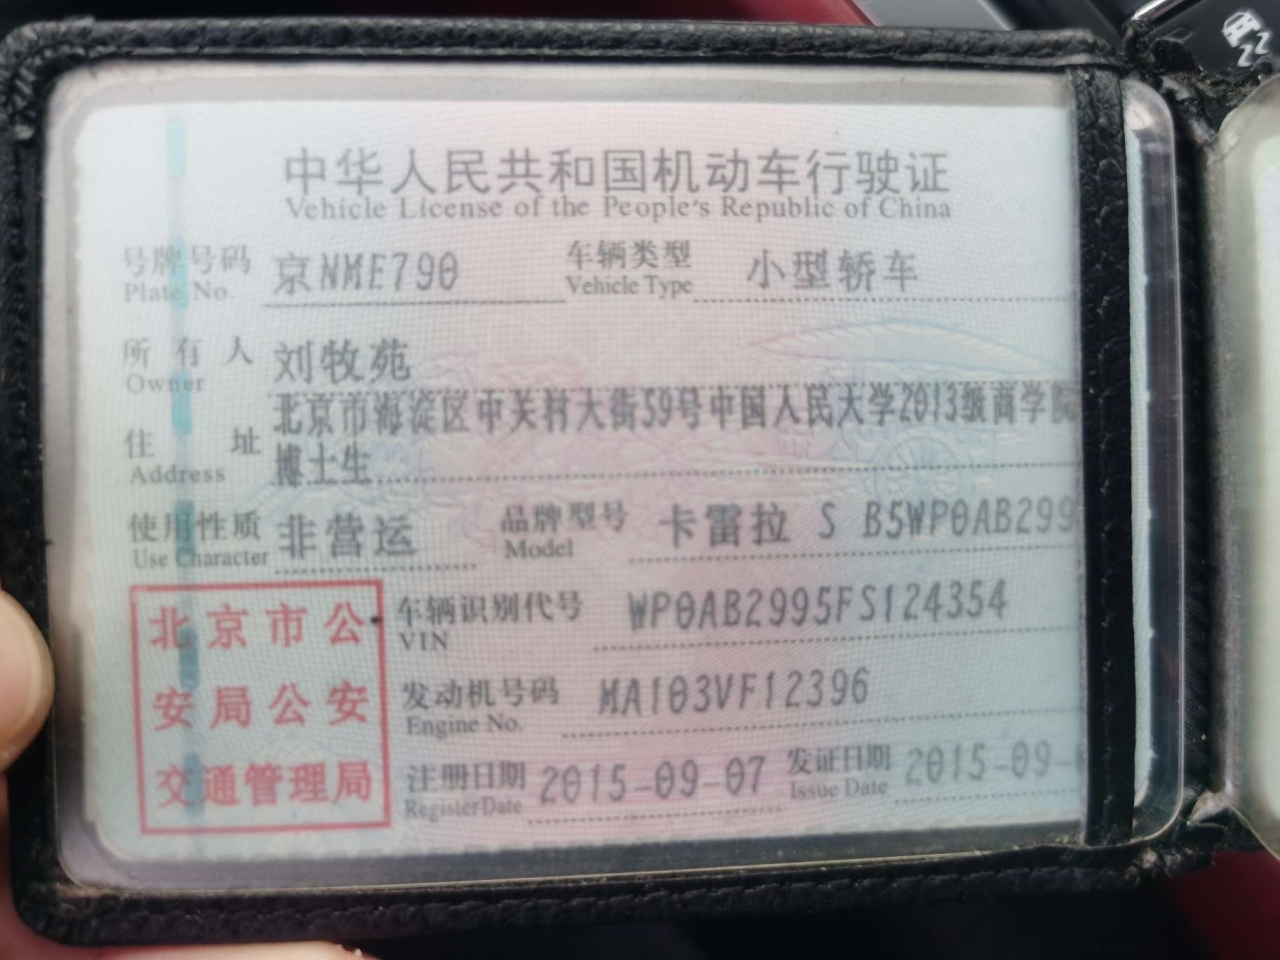 中华人民共和国机动车行驶证
Vehicle License of the People's Republic of China
号牌号码 京NME790 车辆类型 小型轿车
Plate No. Vehicle Type
所有人 刘牧苑
Owner
住址 北京市海淀区中关村大街59号中国人民大学2013级商学院
Address 博士生
使用性质 非营运 品牌型号 卡雷拉 S B5WP0AB299
Use Character Model
北京市公
安局公安
交通管理局
车辆识别代号 WP0AB2995FS124354
VIN
发动机号码 MA103VF12396
Engine No.
注册日期 2015-09-07 发证日期 2015-09-
Register Date Issue Date
22